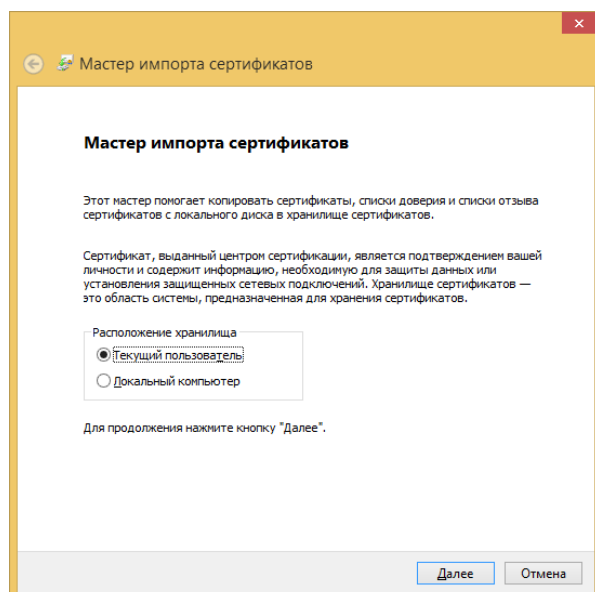 Мастер импорта сертификатов
Мастер импорта сертификатов
Этот мастер помогает копировать сертификаты, списки доверия и списки отзыва
сертификатов с локального диска в хранилище сертификатов.
Сертификат, выданный центром сертификации, является подтверждением вашей
личности и содержит информацию, необходимую для защиты данных или
установления защищенных сетевых подключений. Хранилище сертификатов —
это область системы, предназначенная для хранения сертификатов.
Расположение хранилища
Текущий пользователь
Локальный компьютер
Для продолжения нажмите кнопку "Далее".
Далее Отмена